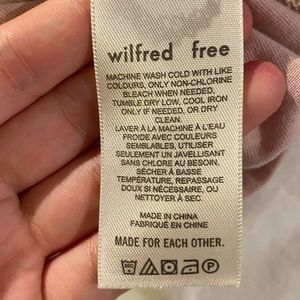 wilfred free
MACHINE WASH COLD WITH LIKE
COLOURS, ONLY NON-CHLORINE
BLEACH WHEN NEEDED,
TUMBLE DRY LOW, COOL IRON
ONLY IF NEEDED, OR DRY
CLEAN.
LAVER À LA MACHINE À L'EAU
FROIDE AVEC COULEURS
SEMBLABLES, UTILISER
SEULEMENT UN JAVELLISANT
SANS CHLORE AU BESOIN,
SÉCHER À BASSE
TEMPÉRATURE, REPASSAGE
DOUX SI NÉCESSAIRE, OU
NETTOYER À SEC.
MADE IN CHINA
FABRIQUÉ EN CHINE
MADE FOR EACH OTHER.
P